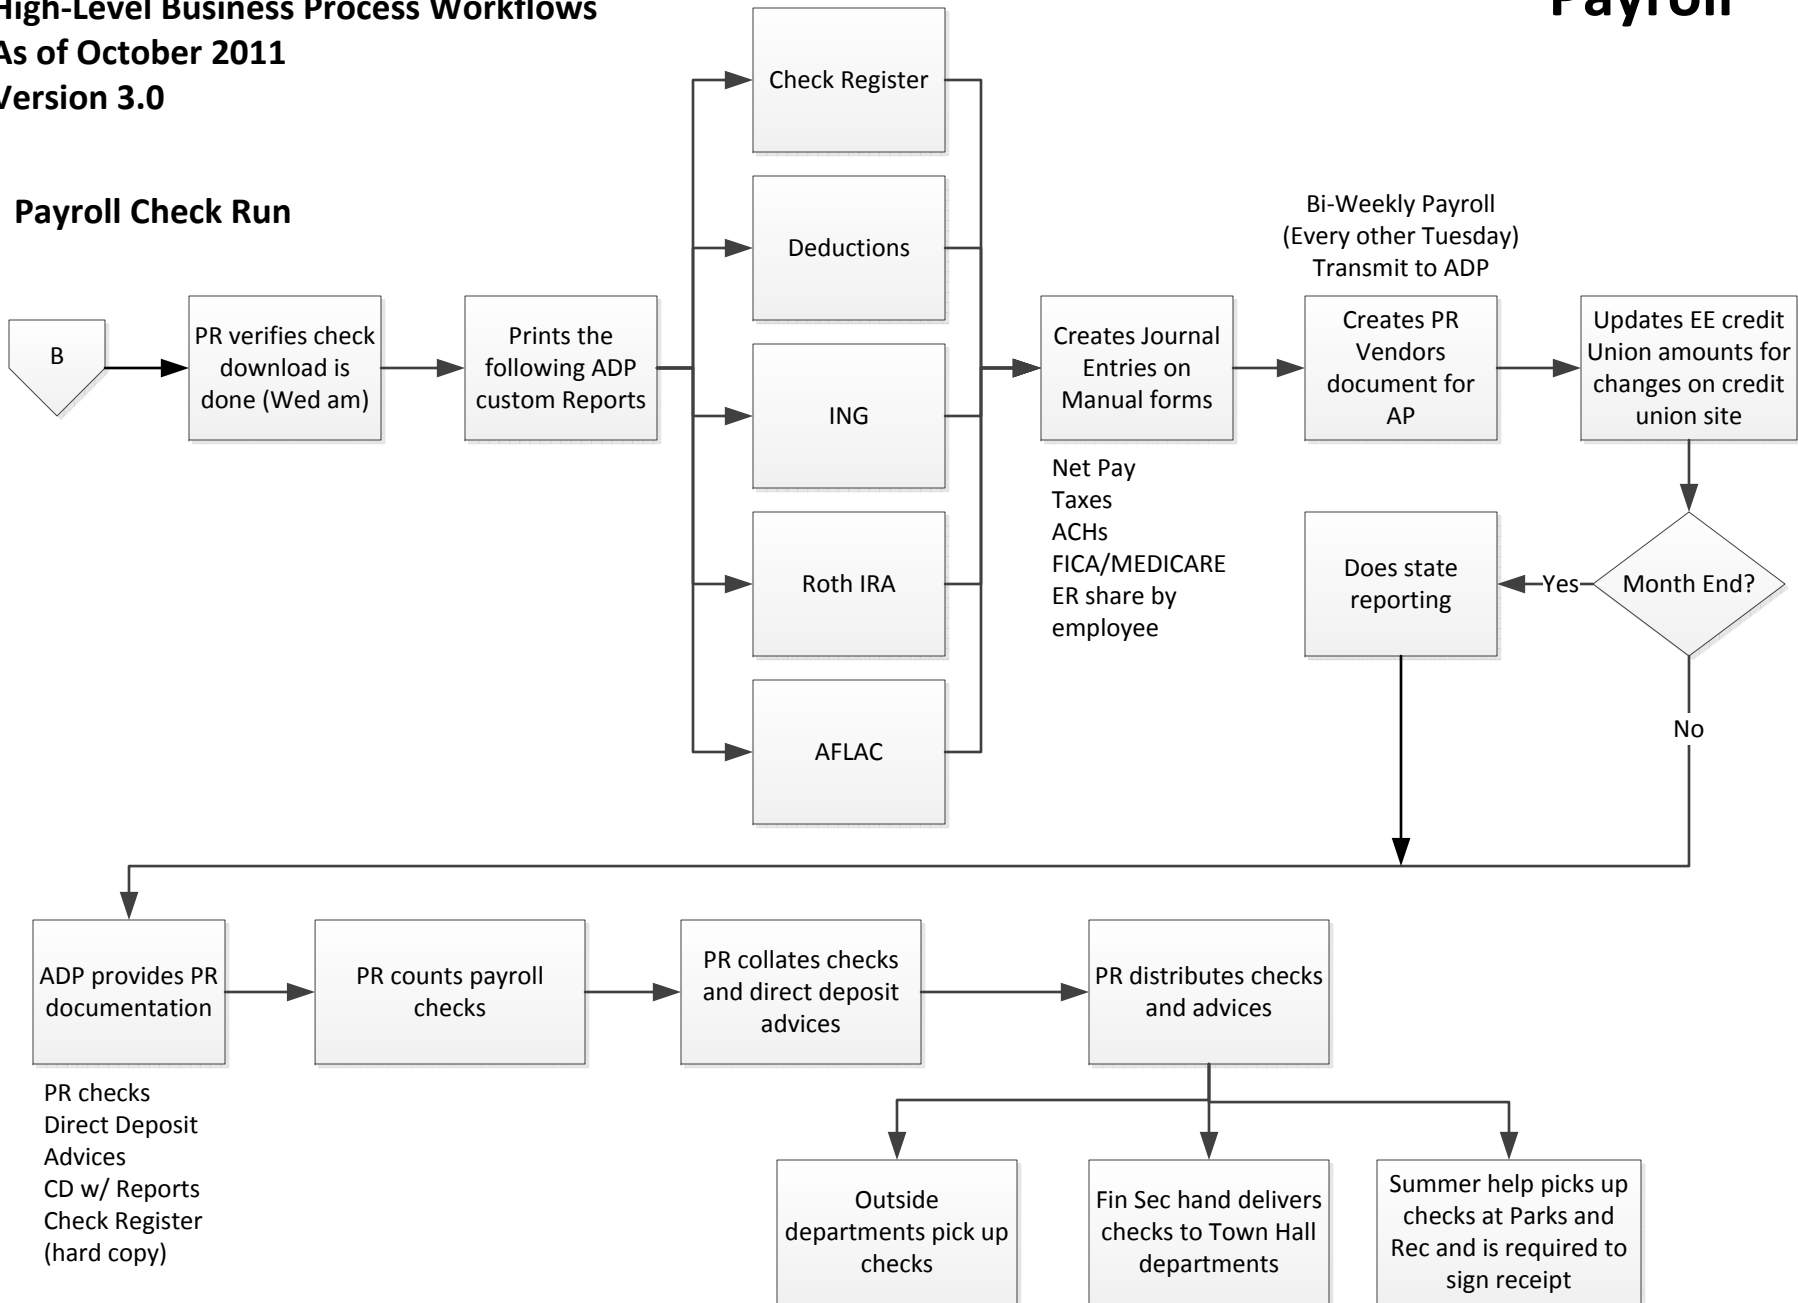 High-Level Business Process Workflows
As of October 2011
Version 3.0
Payroll
Payroll Check Run
B
PR verifies check
download is
done (Wed am)
Prints the
following ADP
custom Reports
Check Register
Deductions
ING
Roth IRA
AFLAC
Creates Journal
Entries on
Manual forms
Net Pay
Taxes
ACHs
FICA/MEDICARE
ER share by
employee
Bi-Weekly Payroll
(Every other Tuesday)
Transmit to ADP
Creates PR
Vendors
document for
AP
Updates EE credit
Union amounts for
changes on credit
union site
Month End?
Yes
Does state
reporting
No
ADP provides PR
documentation
PR checks
Direct Deposit
Advices
CD w/ Reports
Check Register
(hard copy)
PR counts payroll
checks
PR collates checks
and direct deposit
advices
PR distributes checks
and advices
Outside
departments pick up
checks
Fin Sec hand delivers
checks to Town Hall
departments
Summer help picks up
checks at Parks and
Rec and is required to
sign receipt